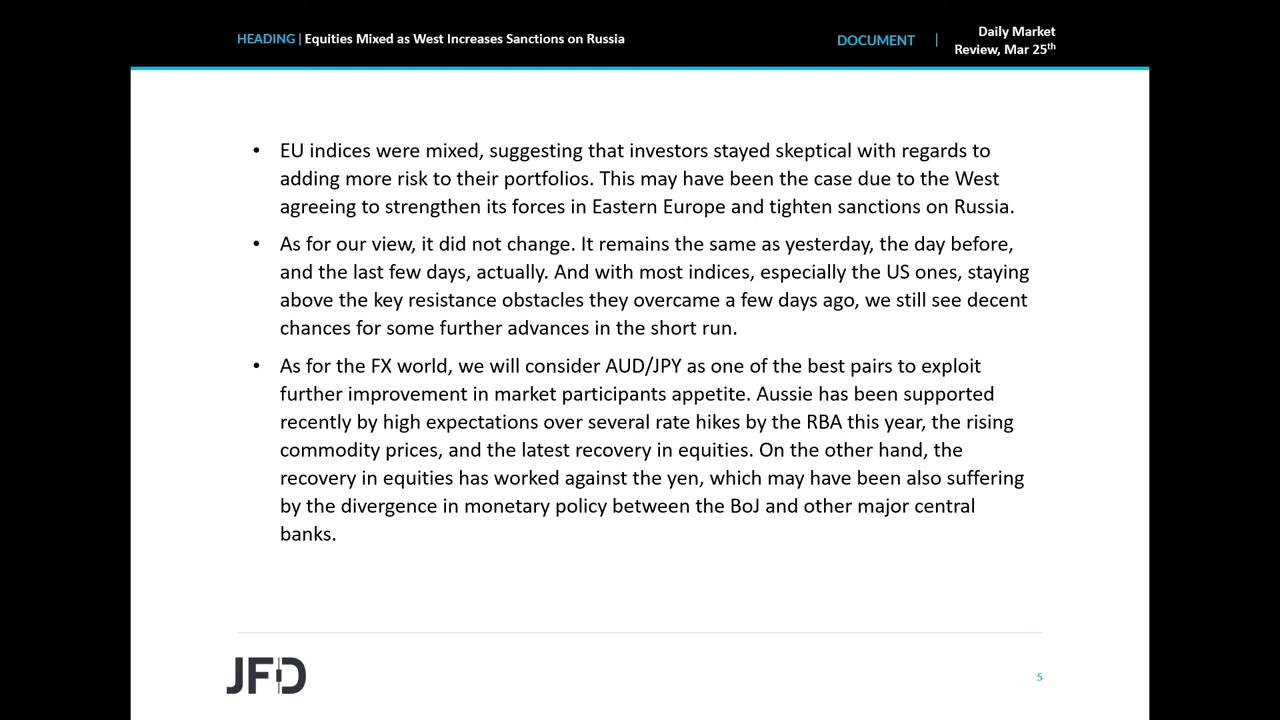 HEADING | Equities Mixed as West Increases Sanctions on Russia
DOCUMENT |
Daily Market
Review, Mar 25th
• EU indices were mixed, suggesting that investors stayed skeptical with regards to
adding more risk to their portfolios. This may have been the case due to the West
agreeing to strengthen its forces in Eastern Europe and tighten sanctions on Russia.
• As for our view, it did not change. It remains the same as yesterday, the day before,
and the last few days, actually. And with most indices, especially the US ones, staying
above the key resistance obstacles they overcame a few days ago, we still see decent
chances for some further advances in the short run.
• As for the FX world, we will consider AUD/JPY as one of the best pairs to exploit
further improvement in market participants appetite. Aussie has been supported
recently by high expectations over several rate hikes by the RBA this year, the rising
commodity prices, and the latest recovery in equities. On the other hand, the
recovery in equities has worked against the yen, which may have been also suffering
by the divergence in monetary policy between the BoJ and other major central
banks.
JFD
5